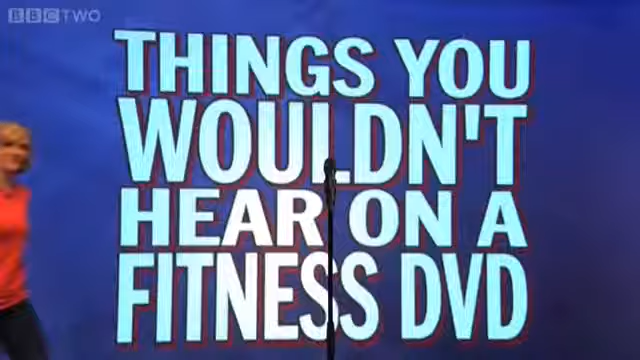 BBC TWO
THINGS YOU
WOULDN'T
HEAR ON A
FITNESS DVD